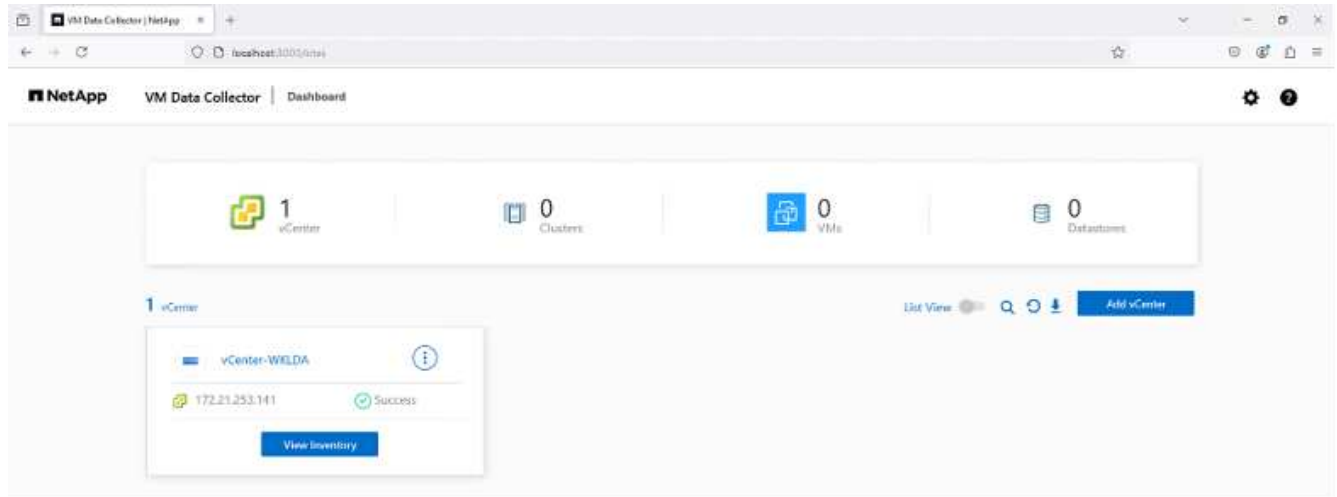 VM Data Collector | NetApp
localhost:3000/sites
NetApp VM Data Collector | Dashboard
1 vCenter
0 Clusters
0 VMs
0 Datastores
1 vCenter
List View
Add vCenter
vCenter-WKLDA
172.21.253.141 Success
View Inventory